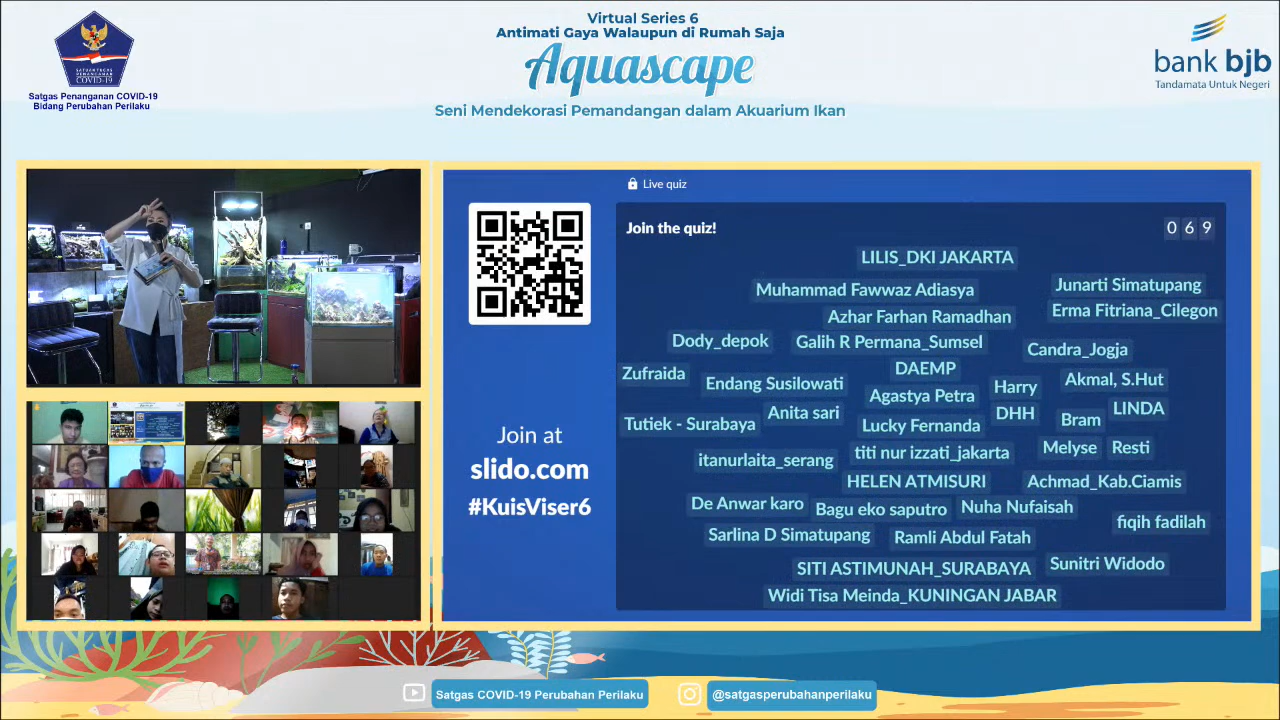 Virtual Series 6
Antimati Gaya Walaupun di Rumah Saja
Aquascape
Seni Mendekorasi Pemandangan dalam Akuarium Ikan
SATUAN TUGAS
PENANGANAN
COVID-19
Satgas Penanganan COVID-19
Bidang Perubahan Perilaku
bank bjb
Tandamata Untuk Negeri
Live quiz
Join the quiz!
0 6 9
Join at
slido.com
#KuisViser6
LILIS_DKI JAKARTA
Muhammad Fawwaz Adiasya
Junarti Simatupang
Azhar Farhan Ramadhan
Erma Fitriana_Cilegon
Dody_depok
Galih R Permana_Sumsel
Candra_Jogja
Zufraida
Endang Susilowati
DAEMP
Harry
Akmal, S.Hut
Agastya Petra
Tutiek - Surabaya
Anita sari
Lucky Fernanda
DHH
Bram
LINDA
itanurlaita_serang
titi nur izzati_jakarta
Melyse
Resti
HELEN ATMISURI
Achmad_Kab.Ciamis
De Anwar karo
Bagu eko saputro
Nuha Nufaisah
fiqih fadilah
Sarlina D Simatupang
Ramli Abdul Fatah
SITI ASTIMUNAH_SURABAYA
Sunitri Widodo
Widi Tisa Meinda_KUNINGAN JABAR
Satgas COVID-19 Perubahan Perilaku
@satgasperubahanperilaku